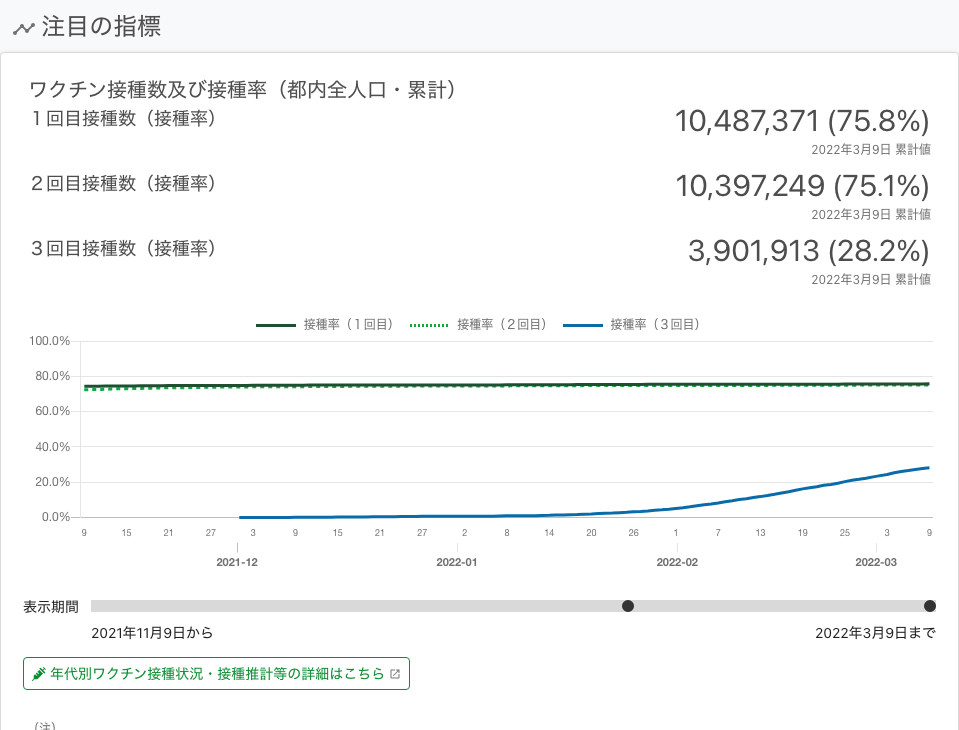 注目の指標
ワクチン接種数及び接種率（都内全人口・累計）
１回目接種数（接種率）
10,487,371 (75.8%)
2022年3月9日 累計値
２回目接種数（接種率）
10,397,249 (75.1%)
2022年3月9日 累計値
３回目接種数（接種率）
3,901,913 (28.2%)
2022年3月9日 累計値
接種率（１回目） 接種率（２回目） 接種率（３回目）
100.0%
80.0%
60.0%
40.0%
20.0%
0.0%
9 15 21 27 3 9 15 21 27 2 8 14 20 26 1 7 13 19 25 3 9
2021-12 2022-01 2022-02 2022-03
表示期間
2021年11月9日から 2022年3月9日まで
年代別ワクチン接種状況・接種推計等の詳細はこちら
（注）